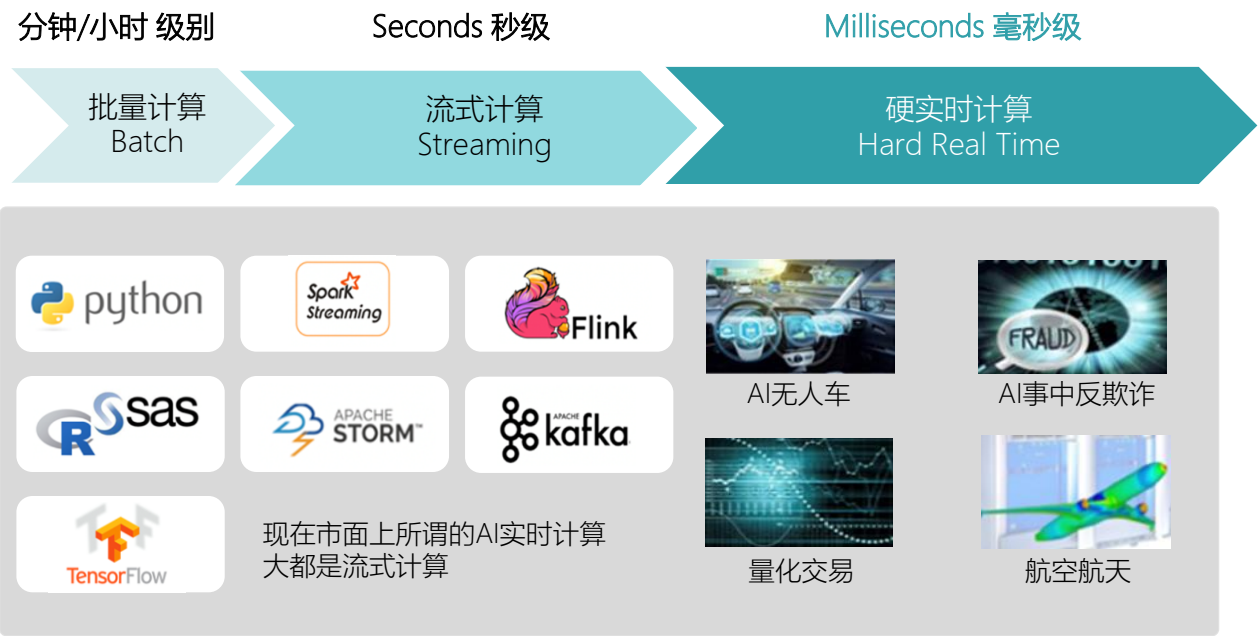 分钟/小时 级别
Seconds 秒级
Milliseconds 毫秒级
批量计算
Batch
流式计算
Streaming
硬实时计算
Hard Real Time
python
Spark
Streaming
Flink
R
sas
APACHE
STORM™
APACHE
kafka
TensorFlow
现在市面上所谓的AI实时计算
大都是流式计算
FRAUD
AI无人车
AI事中反欺诈
量化交易
航空航天